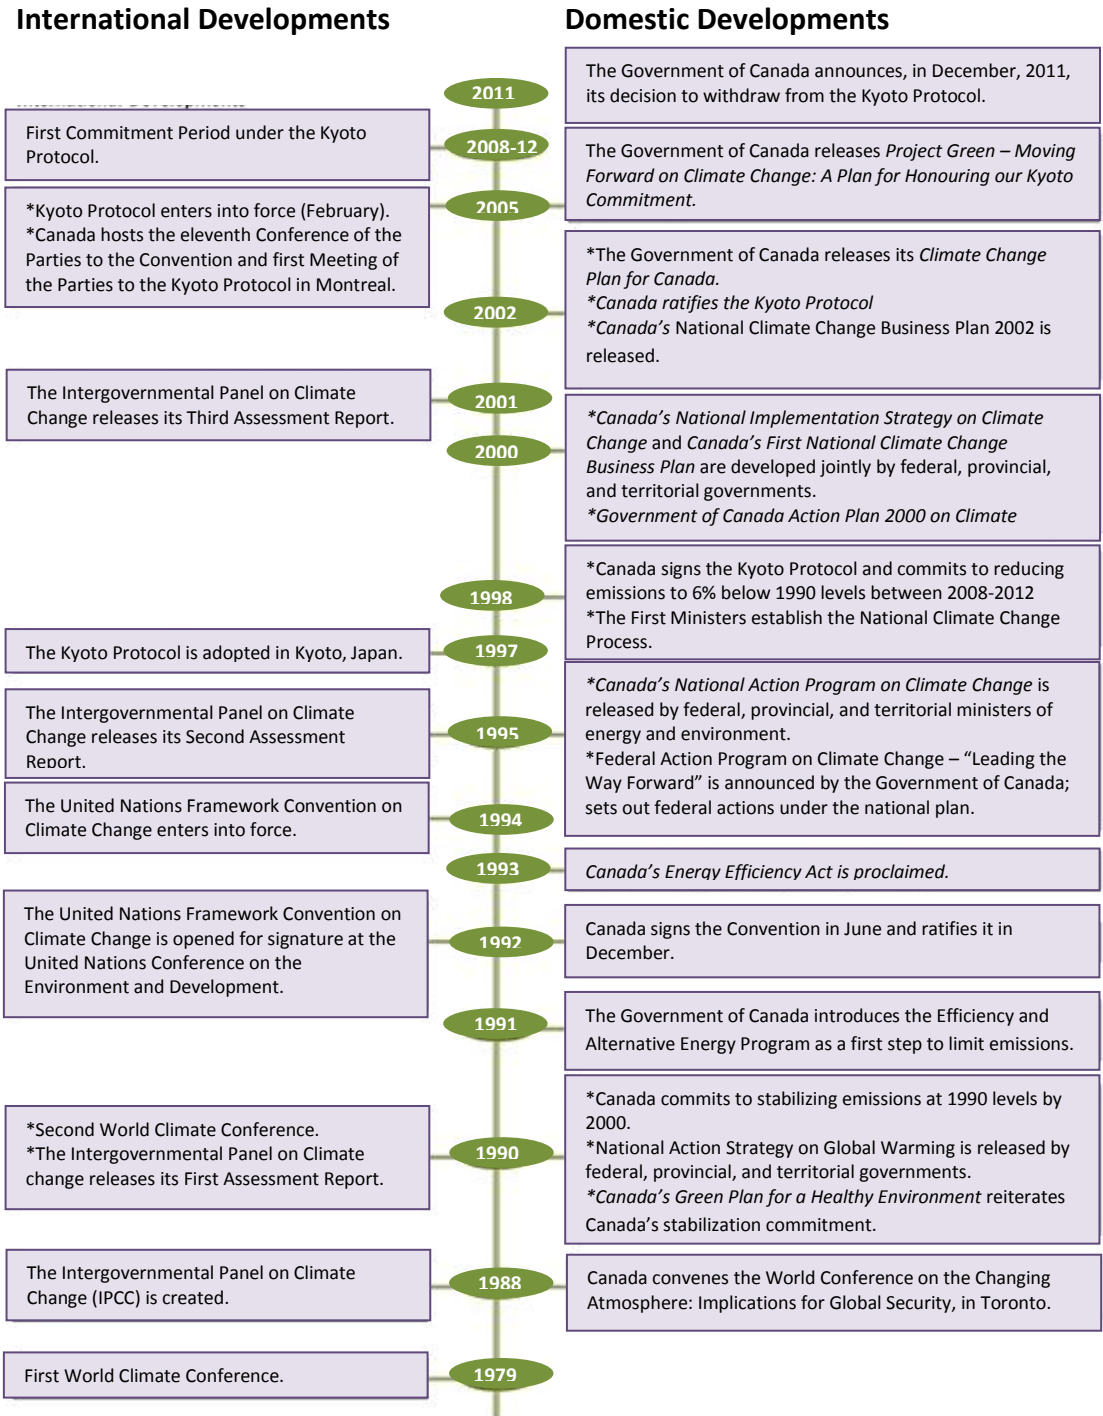 International Developments
Domestic Developments
2011
The Government of Canada announces, in December, 2011,
its decision to withdraw from the Kyoto Protocol.
International Developments
First Commitment Period under the Kyoto
Protocol.
2008-12
The Government of Canada releases Project Green – Moving
Forward on Climate Change: A Plan for Honouring our Kyoto
Commitment.
*Kyoto Protocol enters into force (February).
*Canada hosts the eleventh Conference of the
Parties to the Convention and first Meeting of
the Parties to the Kyoto Protocol in Montreal.
2005
2002
*The Government of Canada releases its Climate Change
Plan for Canada.
*Canada ratifies the Kyoto Protocol
*Canada's National Climate Change Business Plan 2002 is
released.
The Intergovernmental Panel on Climate
Change releases its Third Assessment Report.
2001
2000
*Canada's National Implementation Strategy on Climate
Change and Canada's First National Climate Change
Business Plan are developed jointly by federal, provincial,
and territorial governments.
*Government of Canada Action Plan 2000 on Climate
1998
*Canada signs the Kyoto Protocol and commits to reducing
emissions to 6% below 1990 levels between 2008-2012
*The First Ministers establish the National Climate Change
Process.
The Kyoto Protocol is adopted in Kyoto, Japan.
1997
The Intergovernmental Panel on Climate
Change releases its Second Assessment
Report.
1995
*Canada's National Action Program on Climate Change is
released by federal, provincial, and territorial ministers of
energy and environment.
*Federal Action Program on Climate Change – “Leading the
Way Forward” is announced by the Government of Canada;
sets out federal actions under the national plan.
The United Nations Framework Convention on
Climate Change enters into force.
1994
1993
Canada's Energy Efficiency Act is proclaimed.
The United Nations Framework Convention on
Climate Change is opened for signature at the
United Nations Conference on the
Environment and Development.
1992
Canada signs the Convention in June and ratifies it in
December.
1991
The Government of Canada introduces the Efficiency and
Alternative Energy Program as a first step to limit emissions.
*Second World Climate Conference.
*The Intergovernmental Panel on Climate
change releases its First Assessment Report.
1990
*Canada commits to stabilizing emissions at 1990 levels by
2000.
*National Action Strategy on Global Warming is released by
federal, provincial, and territorial governments.
*Canada's Green Plan for a Healthy Environment reiterates
Canada's stabilization commitment.
The Intergovernmental Panel on Climate
Change (IPCC) is created.
1988
Canada convenes the World Conference on the Changing
Atmosphere: Implications for Global Security, in Toronto.
First World Climate Conference.
1979